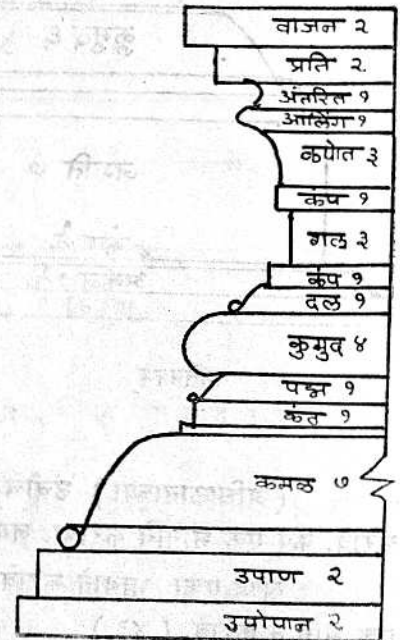 वाजन २
प्रति २
अंतरित १
आलिंग १
कपोत ३
कंप १
गल ३
कंप १
दल १
कुमुद ४
पद्म १
कंत १
कमळ ७
उपाण २
उपोपान २